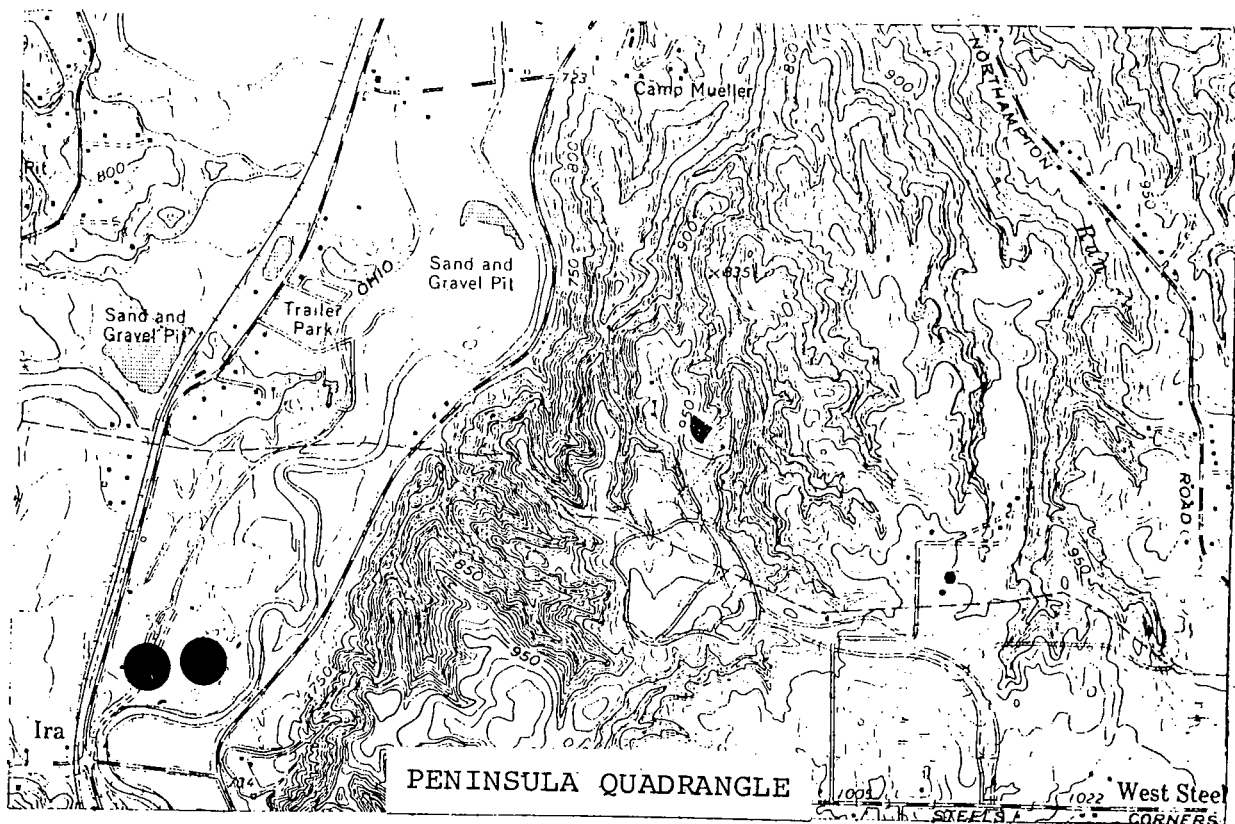 723
Camp Mueller
800
900
NORTHAMPTON
Pit
800
800
950
Run
900
835
OHIO
Sand and
Gravel Pit
750
Trailer
Park
Sand and
Gravel Pit
850
ROAD
950
850
950
750
Ira
714
PENINSULA QUADRANGLE
1005
1022
West Steel
STEELS
CORNERS